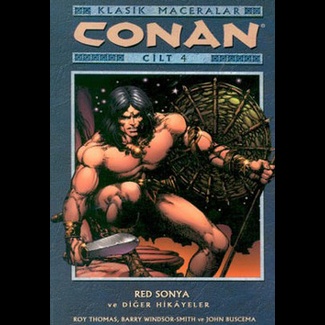 KLASİK MACERALAR
CONAN
CİLT 4
RED SONYA
ve DİĞER HİKÂYELER
ROY THOMAS, BARRY WINDSOR-SMITH ve JOHN BUSCEMA